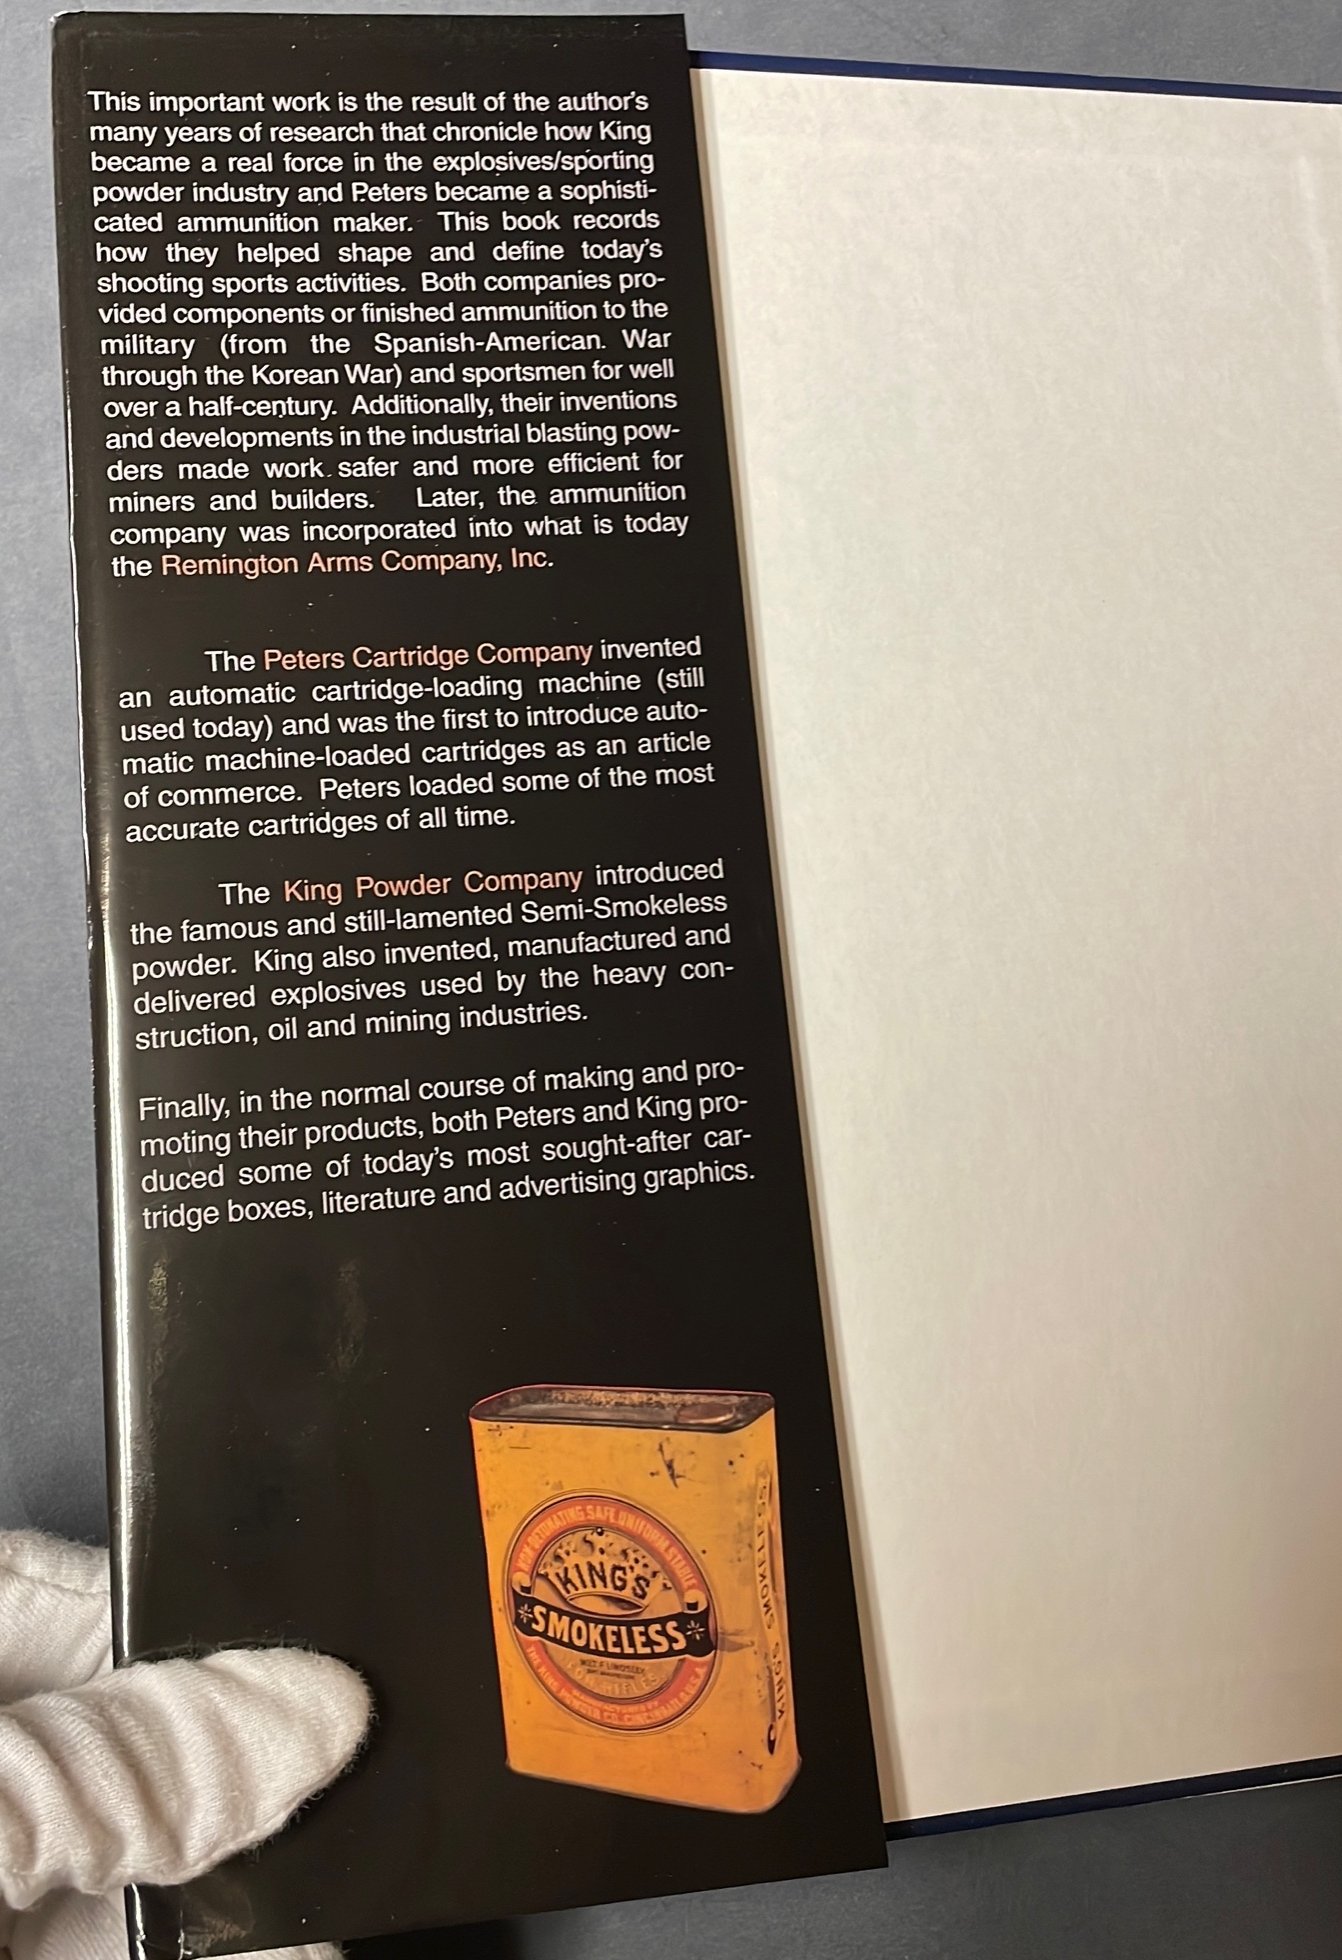 This important work is the result of the author's
many years of research that chronicle how King
became a real force in the explosives/sporting
powder industry and Peters became a sophisti-
cated ammunition maker. This book records
how they helped shape and define today's
shooting sports activities. Both companies pro-
vided components or finished ammunition to the
military (from the Spanish-American. War
through the Korean War) and sportsmen for well
over a half-century. Additionally, their inventions
and developments in the industrial blasting pow-
ders made work safer and more efficient for
miners and builders. Later, the ammunition
company was incorporated into what is today
the Remington Arms Company, Inc.
The Peters Cartridge Company invented
an automatic cartridge-loading machine (still
used today) and was the first to introduce auto-
matic machine-loaded cartridges as an article
of commerce. Peters loaded some of the most
accurate cartridges of all time.
The King Powder Company introduced
the famous and still-lamented Semi-Smokeless
powder. King also invented, manufactured and
delivered explosives used by the heavy con-
struction, oil and mining industries.
Finally, in the normal course of making and pro-
moting their products, both Peters and King pro-
duced some of today's most sought-after car-
tridge boxes, literature and advertising graphics.
NON-DETONATING SAFE, UNIFORM, STABLE
KING'S
SMOKELESS
THE KING POWDER CO. CINCINNATI, U.S.A.
KING'S SMOKELESS